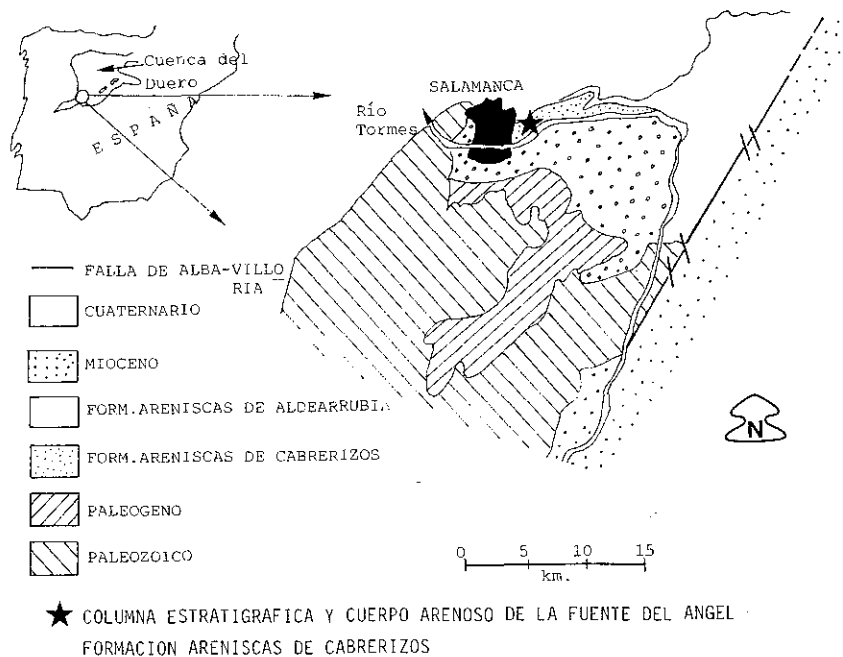 Cuenca del
Duero
ESPAÑA
SALAMANCA
Río
Tormes
FALLA DE ALBA-VILLO
RIA
CUATERNARIO
MIOCENO
FORM.ARENISCAS DE ALDEARRUBIA
FORM.ARENISCAS DE CABRERIZOS
PALEOGENO
PALEOZOICO
N
0 5 10 15
km.
COLUMNA ESTRATIGRAFICA Y CUERPO ARENOSO DE LA FUENTE DEL ANGEL
FORMACION ARENISCAS DE CABRERIZOS